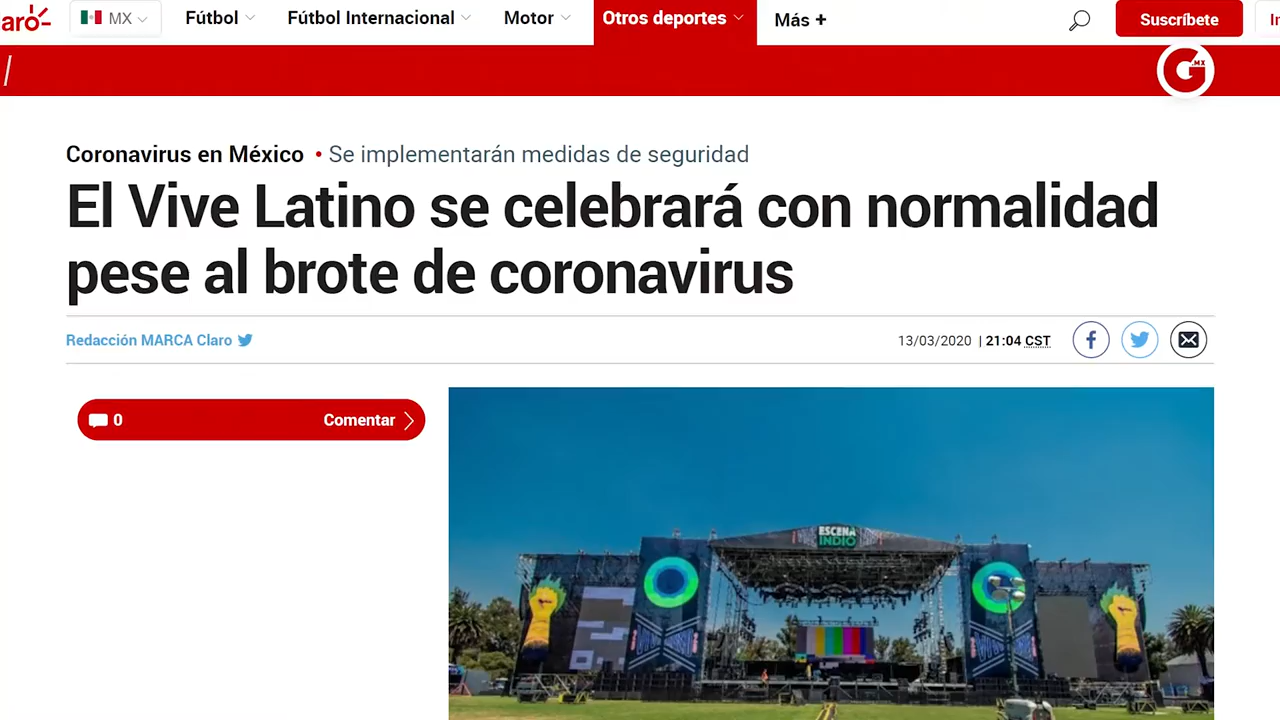 aro
MX
Fútbol
Fútbol Internacional
Motor
Otros deportes
Más +
Suscríbete
/
G.MX
Coronavirus en México • Se implementarán medidas de seguridad
El Vive Latino se celebrará con normalidad
pese al brote de coronavirus
Redacción MARCA Claro
13/03/2020 | 21:04 CST
0
Comentar
ESCENA
INDIO